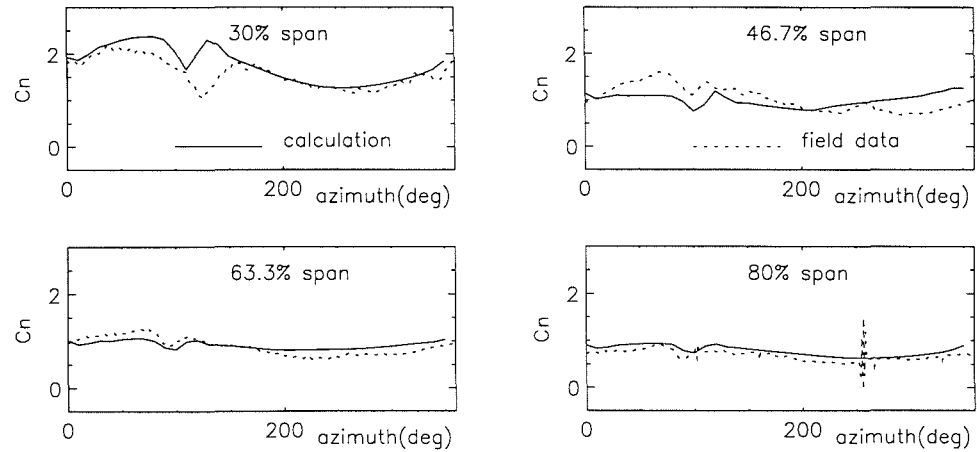 30% span
2
1
0
Cn
calculation
0
200
azimuth(deg)
46.7% span
2
1
0
Cn
field data
0
200
azimuth(deg)
63.3% span
2
1
0
Cn
0
200
azimuth(deg)
80% span
2
1
0
Cn
0
200
azimuth(deg)